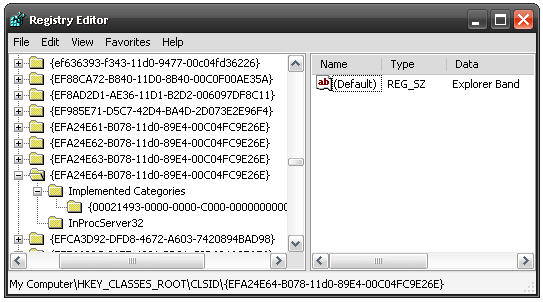 Registry Editor
File Edit View Favorites Help
{ef636393-f343-11d0-9477-00c04fd36226}
{EF88CA72-B840-11D0-8B40-00C0F00AE35A}
{EF8AD2D1-AE36-11D1-B2D2-006097DF8C11}
{EF985E71-D5C7-42D4-BA4D-2D073E2E96F4}
{EFA24E61-B078-11d0-89E4-00C04FC9E26E}
{EFA24E62-B078-11d0-89E4-00C04FC9E26E}
{EFA24E63-B078-11d0-89E4-00C04FC9E26E}
{EFA24E64-B078-11d0-89E4-00C04FC9E26E}
Implemented Categories
{00021493-0000-0000-C000-0000000000
InProcServer32
{EFCA3D92-DFD8-4672-A603-7420894BAD98}
Name Type Data
ab (Default) REG_SZ Explorer Band
My Computer\HKEY_CLASSES_ROOT\CLSID\{EFA24E64-B078-11d0-89E4-00C04FC9E26E}